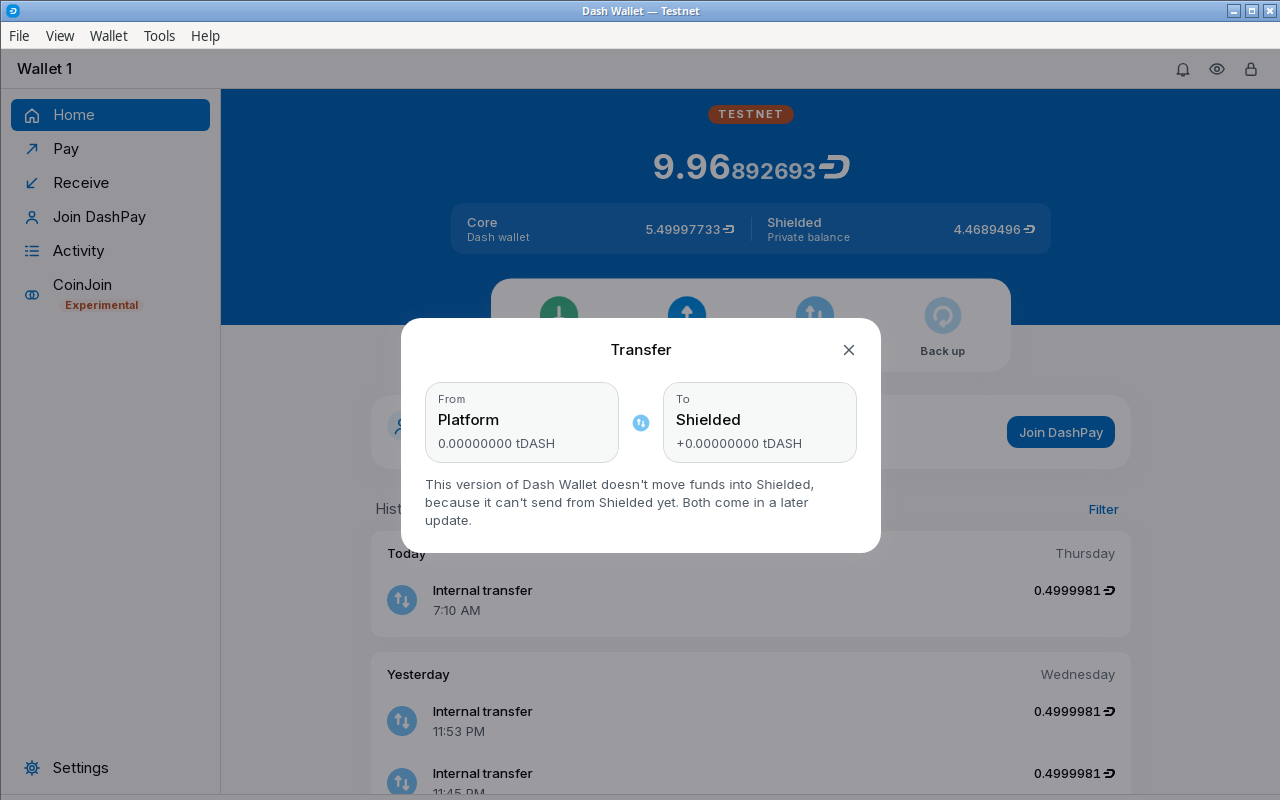 Dash Wallet — Testnet
File View Wallet Tools Help
Wallet 1
Home
Pay
Receive
Join DashPay
Activity
CoinJoin
Experimental
Settings
TESTNET
9.96892693
Core
Dash wallet
5.49997733
Shielded
Private balance
4.4689496
Back up
Transfer
From
Platform
0.00000000 tDASH
To
Shielded
+0.00000000 tDASH
This version of Dash Wallet doesn't move funds into Shielded,
because it can't send from Shielded yet. Both come in a later
update.
Join DashPay
Filter
Today
Thursday
Internal transfer
0.4999981
7:10 AM
Yesterday
Wednesday
Internal transfer
0.4999981
11:53 PM
Internal transfer
0.4999981
11:45 PM